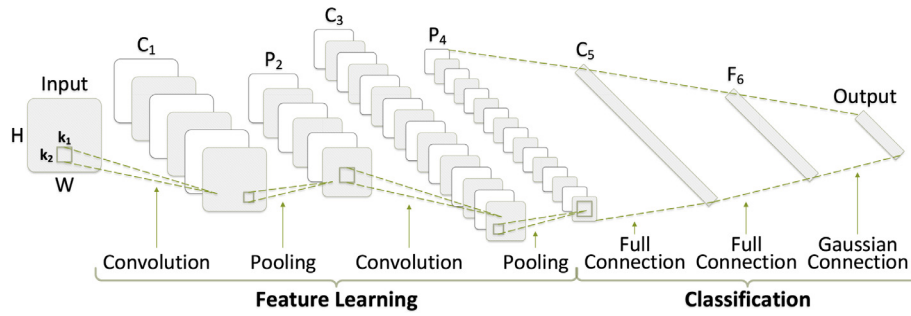 Input
H
k₁
k₂
W
C₁
P₂
C₃
P₄
C₅
F₆
Output
Convolution
Pooling
Convolution
Pooling
Full
Connection
Full
Connection
Gaussian
Connection
Feature Learning
Classification